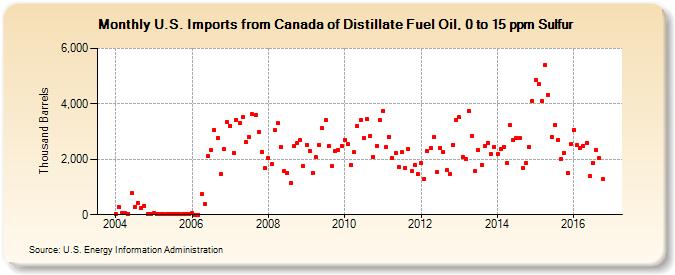 Monthly U.S. Imports from Canada of Distillate Fuel Oil, 0 to 15 ppm Sulfur
Thousand Barrels
6,000
4,000
2,000
0
2004 2006 2008 2010 2012 2014 2016
Source: U.S. Energy Information Administration